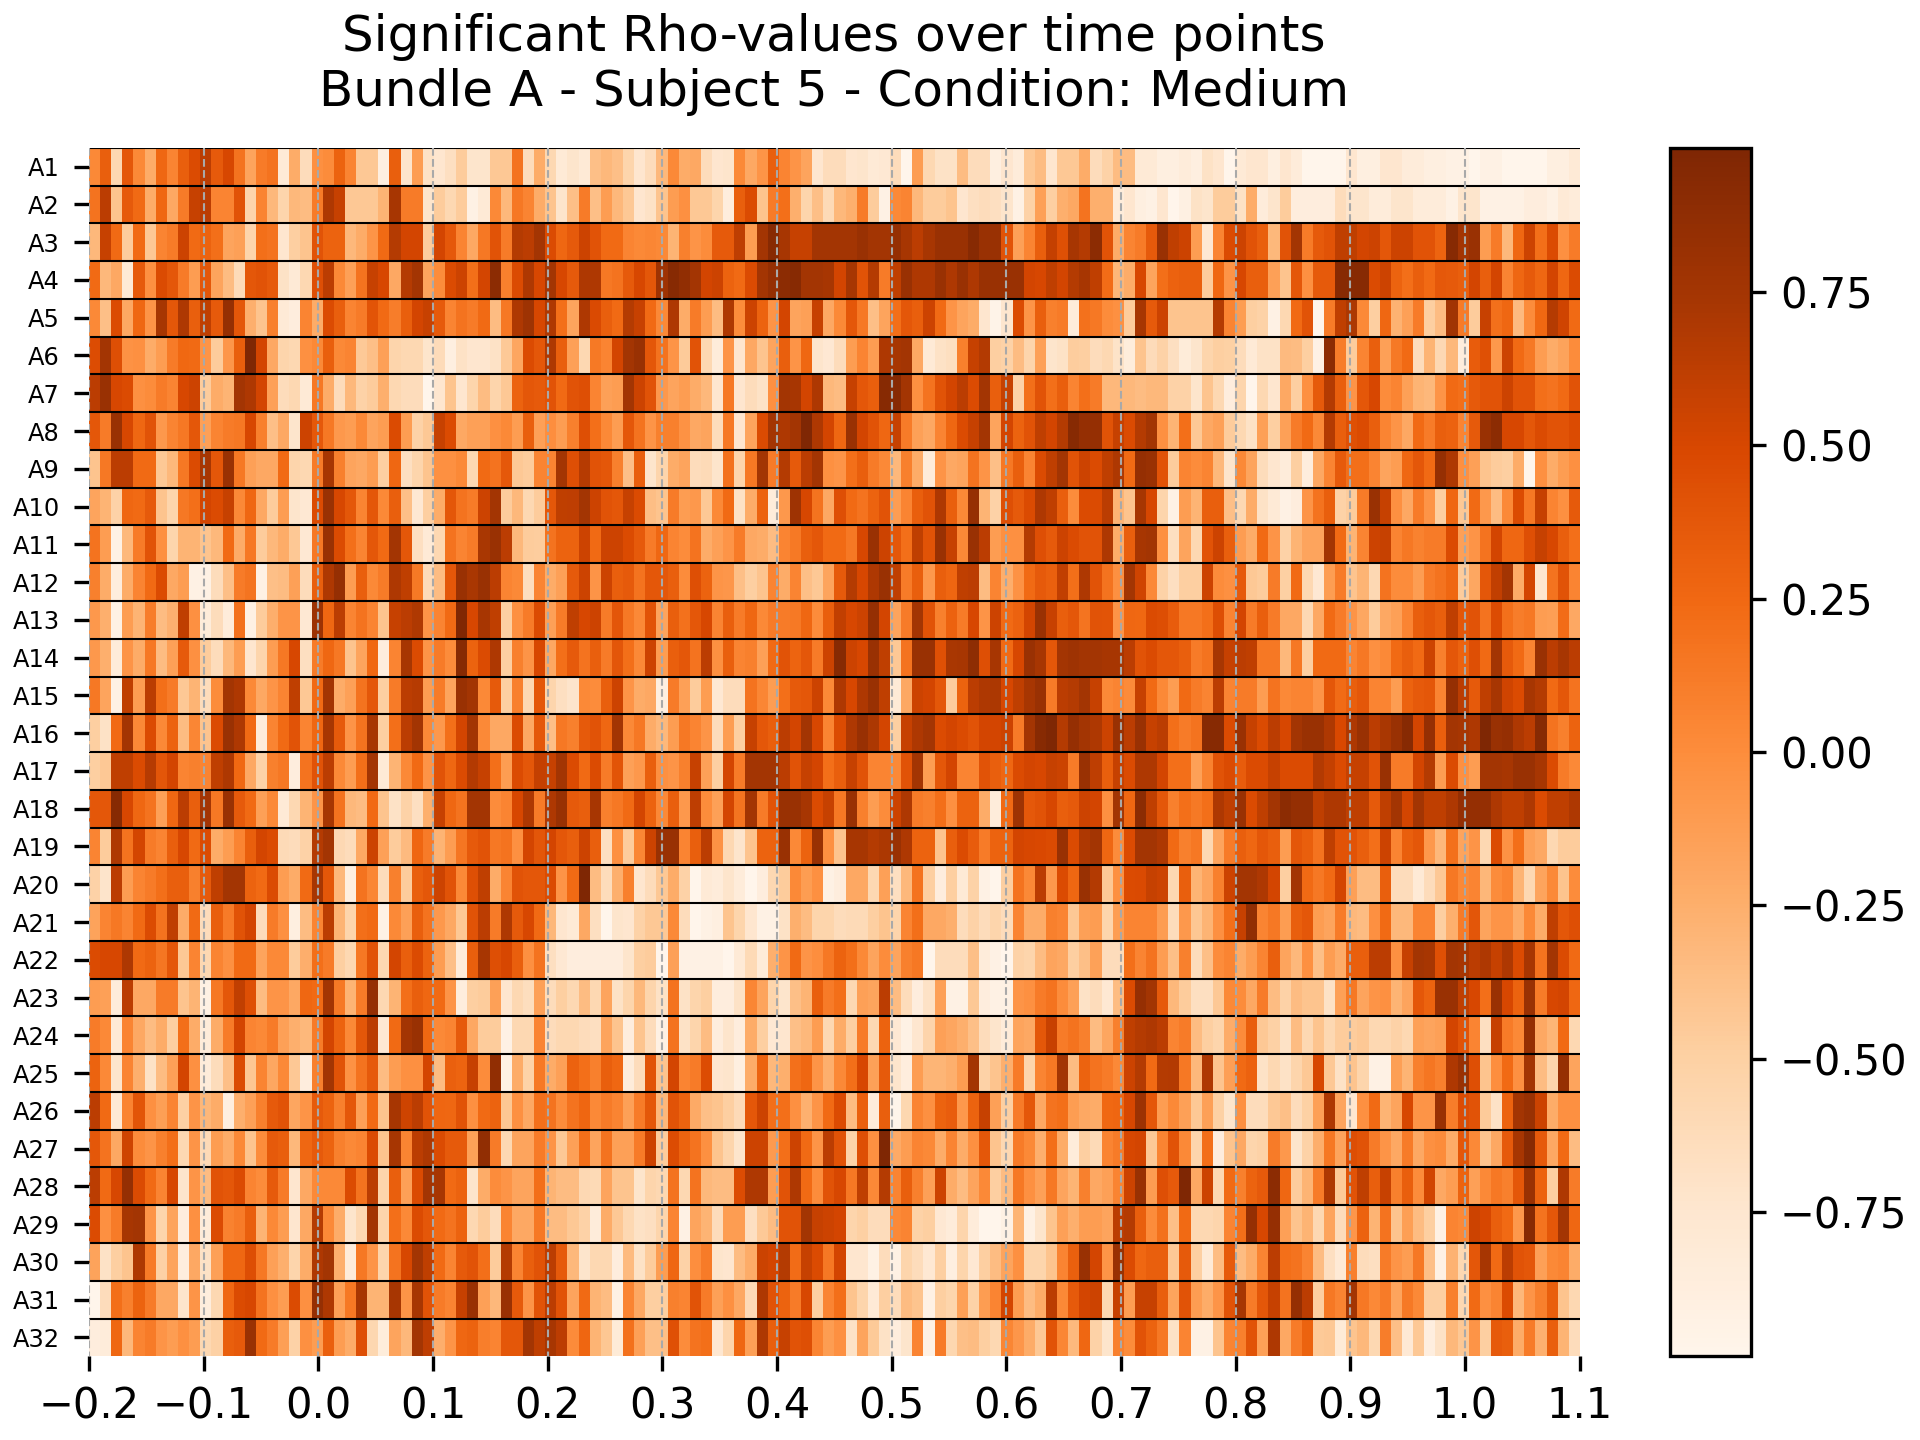 Significant Rho-values over time points
Bundle A - Subject 5 - Condition: Medium
A1
A2
A3
A4
A5
A6
A7
A8
A9
A10
A11
A12
A13
A14
A15
A16
A17
A18
A19
A20
A21
A22
A23
A24
A25
A26
A27
A28
A29
A30
A31
A32
−0.2 −0.1 0.0 0.1 0.2 0.3 0.4 0.5 0.6 0.7 0.8 0.9 1.0 1.1
0.75
0.50
0.25
0.00
−0.25
−0.50
−0.75